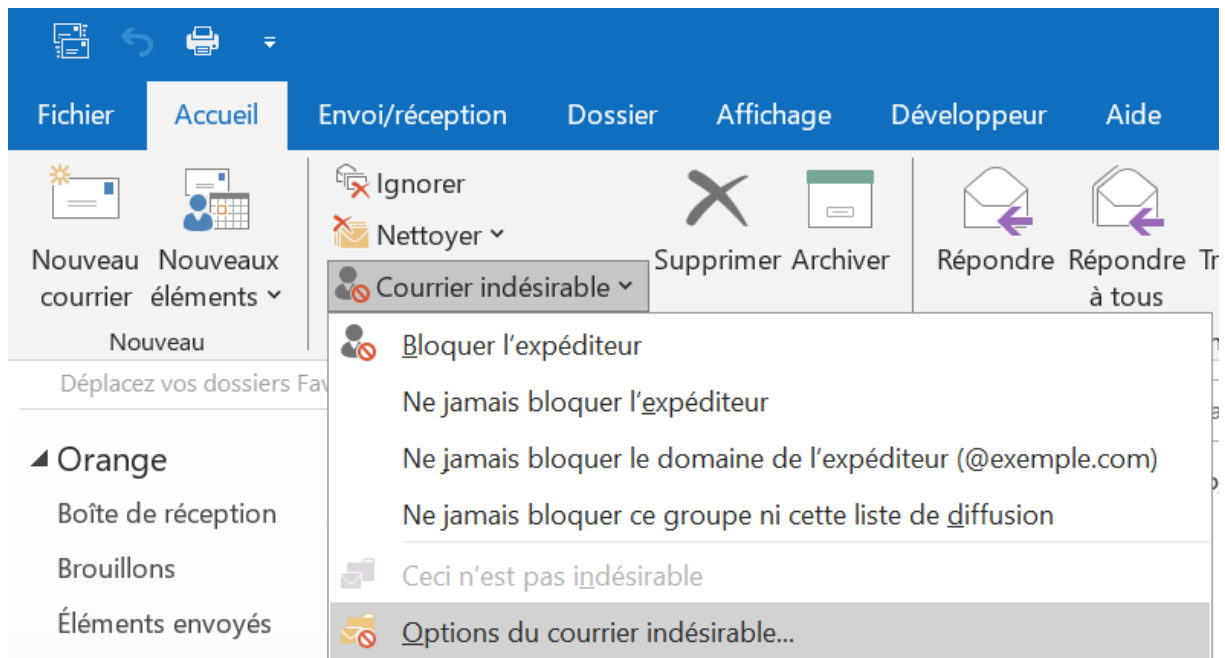 Fichier Accueil Envoi/réception Dossier Affichage Développeur Aide
Nouveau courrier
Nouveaux éléments
Nouveau
Ignorer
Nettoyer
Courrier indésirable
Supprimer
Archiver
Répondre
Répondre à tous
Bloquer l’expéditeur
Ne jamais bloquer l’expéditeur
Ne jamais bloquer le domaine de l’expéditeur (@exemple.com)
Ne jamais bloquer ce groupe ni cette liste de diffusion
Ceci n’est pas indésirable
Options du courrier indésirable...
Déplacez vos dossiers
Orange
Boîte de réception
Brouillons
Éléments envoyés